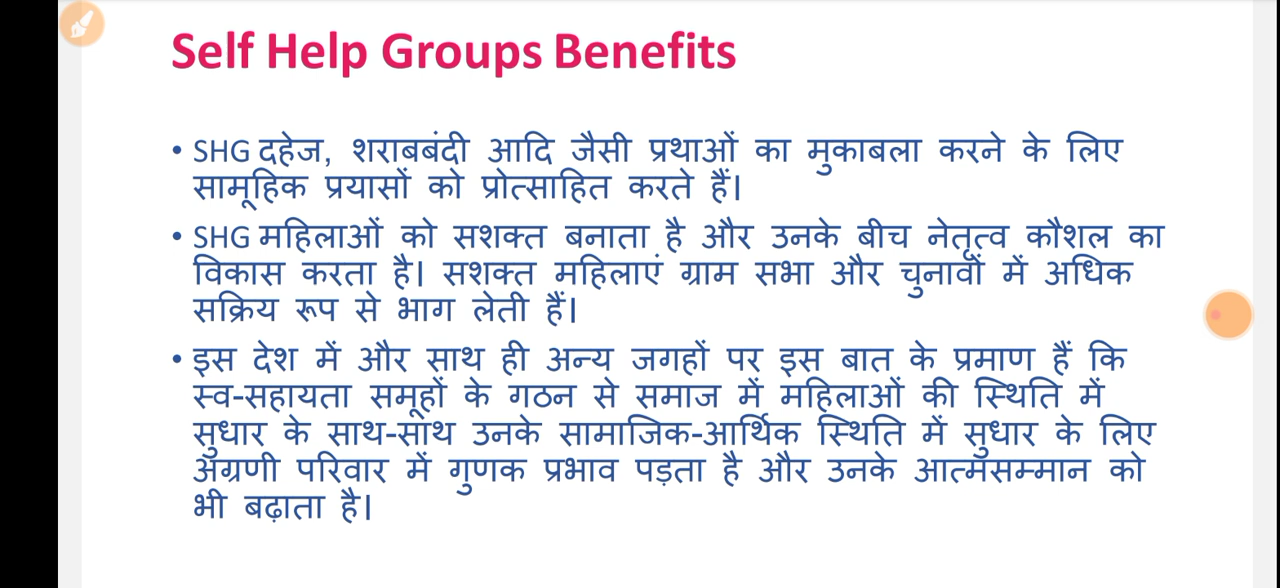 Self Help Groups Benefits
• SHG दहेज, शराबबंदी आदि जैसी प्रथाओं का मुकाबला करने के लिए
सामूहिक प्रयासों को प्रोत्साहित करते हैं।
• SHG महिलाओं को सशक्त बनाता है और उनके बीच नेतृत्व कौशल का
विकास करता है। सशक्त महिलाएं ग्राम सभा और चुनावों में अधिक
सक्रिय रूप से भाग लेती हैं।
• इस देश में और साथ ही अन्य जगहों पर इस बात के प्रमाण हैं कि
स्व-सहायता समूहों के गठन से समाज में महिलाओं की स्थिति में
सुधार के साथ-साथ उनके सामाजिक-आर्थिक स्थिति में सुधार के लिए
अग्रणी परिवार में गुणक प्रभाव पड़ता है और उनके आत्मसम्मान को
भी बढ़ाता है।